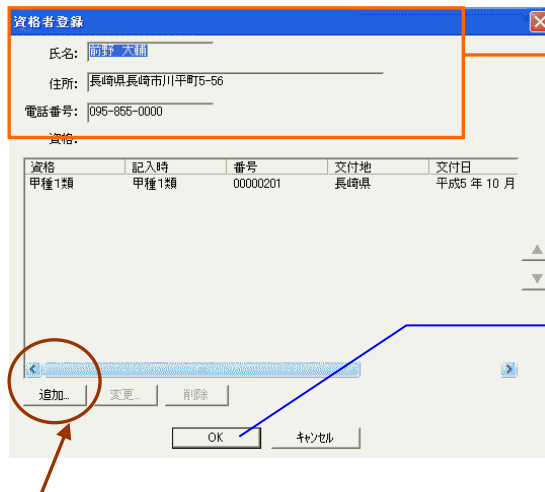 資格者登録
氏名: 前野 大輔
住所: 長崎県長崎市川平町5-56
電話番号: 095-855-0000
資格:
資格 記入時 番号 交付地 交付日
甲種1類 甲種1類 00000201 長崎県 平成5 年 10 月
追加... 変更... 削除
OK キャンセル